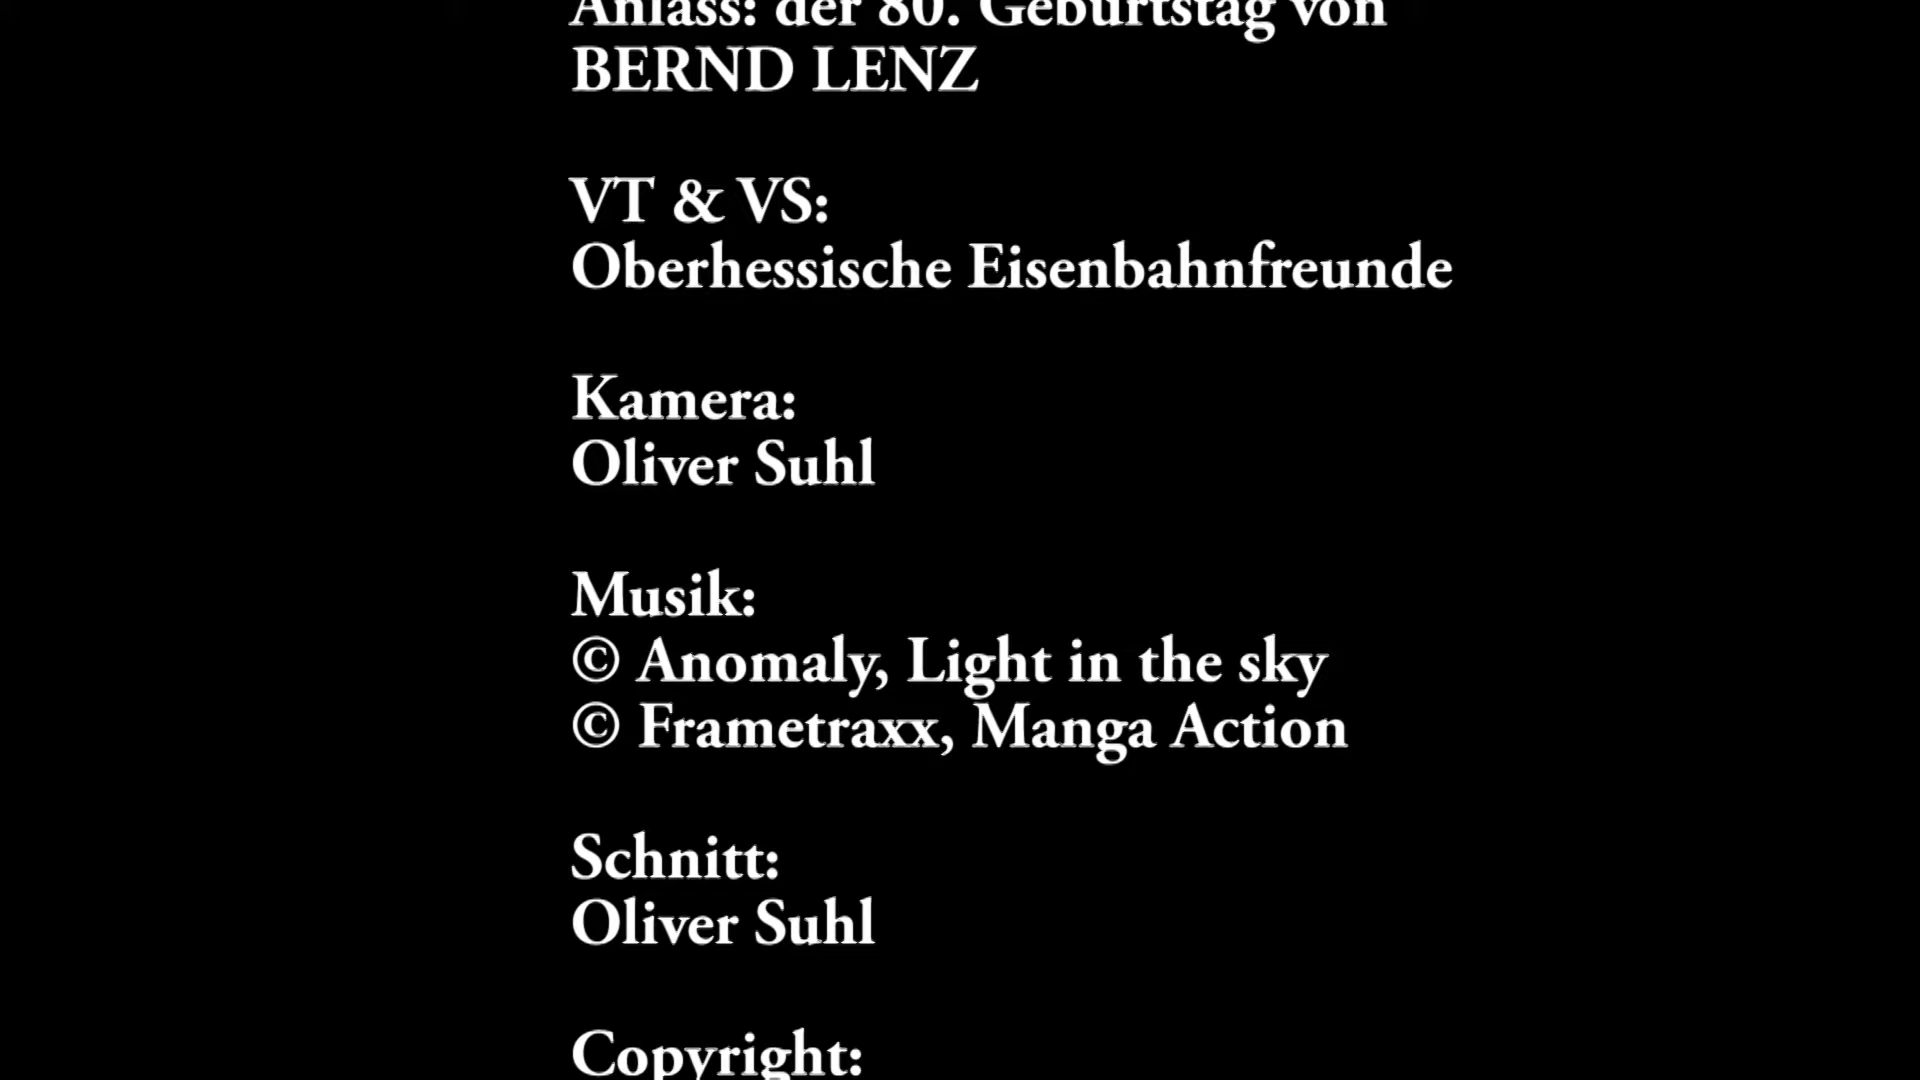 Anlass: der 80. Geburtstag von
BERND LENZ
VT & VS:
Oberhessische Eisenbahnfreunde
Kamera:
Oliver Suhl
Musik:
© Anomaly, Light in the sky
© Frametraxx, Manga Action
Schnitt:
Oliver Suhl
Copyright: